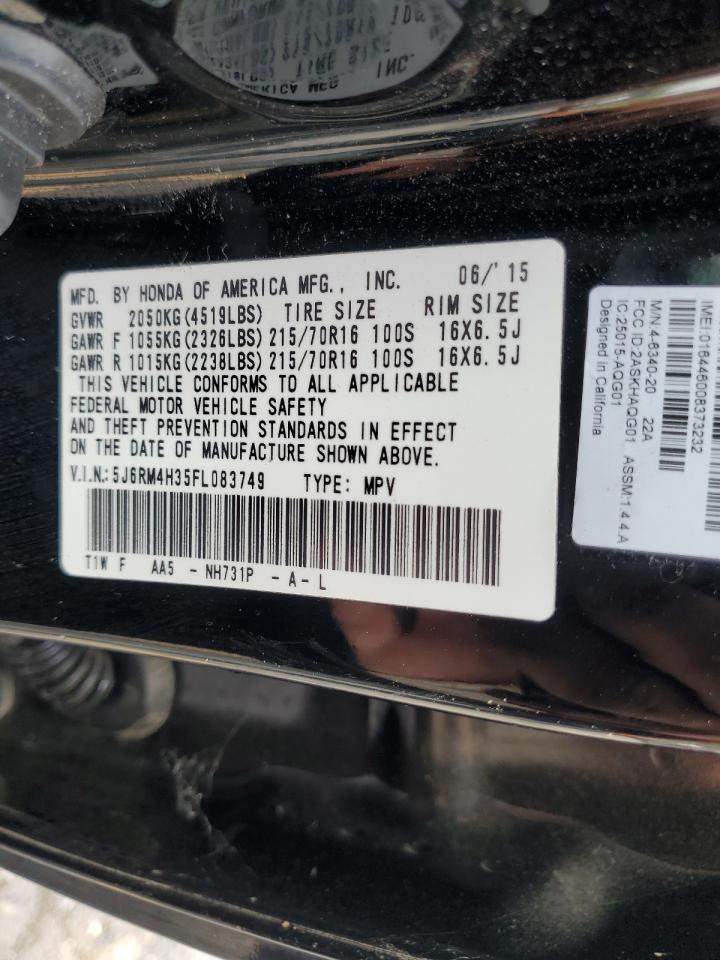 MFD. BY HONDA OF AMERICA MFG., INC. 06/'15
GVWR 2050KG(4519LBS) TIRE SIZE RIM SIZE
GAWR F 1055KG(2326LBS) 215/70R16 100S 16X6.5J
GAWR R 1015KG(2238LBS) 215/70R16 100S 16X6.5J
THIS VEHICLE CONFORMS TO ALL APPLICABLE
FEDERAL MOTOR VEHICLE SAFETY
AND THEFT PREVENTION STANDARDS IN EFFECT
ON THE DATE OF MANUFACTURE SHOWN ABOVE.
V.I.N.: 5J6RM4H35FL083749 TYPE: MPV
T1W F AA5 - NH731P - A - L
IMEI.016446008373232
M/N:4-6340-20 22A
FCC ID:2ASKHAQG01 ASSM:1.4.4.A
IC:25015-AQG01
Designed in California
TIRE
INC.